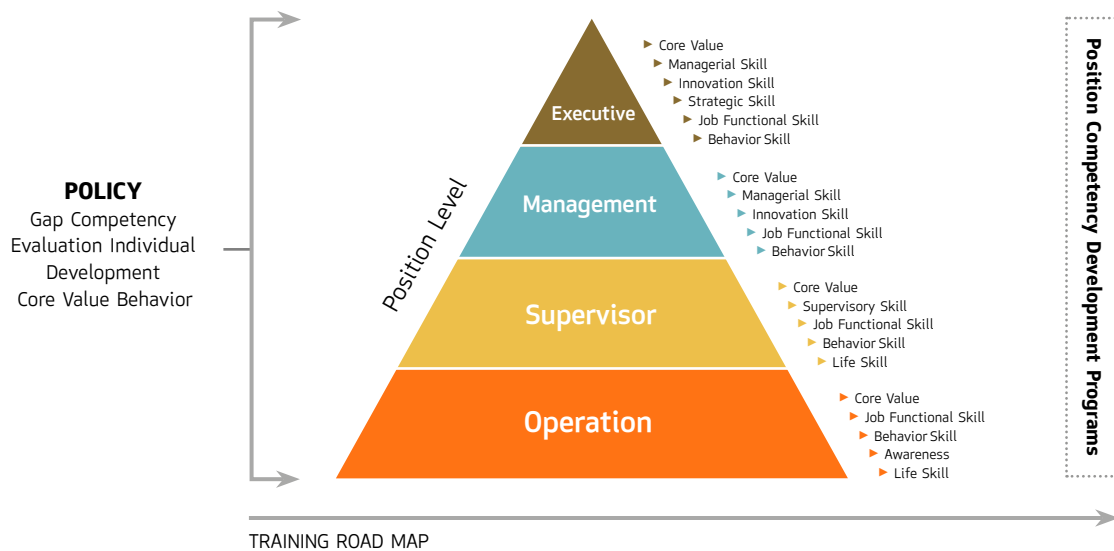 POLICY
Gap Competency
Evaluation Individual
Development
Core Value Behavior
Position Level
Executive
Core Value
Managerial Skill
Innovation Skill
Strategic Skill
Job Functional Skill
Behavior Skill
Management
Core Value
Managerial Skill
Innovation Skill
Job Functional Skill
Behavior Skill
Supervisor
Core Value
Supervisory Skill
Job Functional Skill
Behavior Skill
Life Skill
Operation
Core Value
Job Functional Skill
Behavior Skill
Awareness
Life Skill
Position Competency Development Programs
TRAINING ROAD MAP